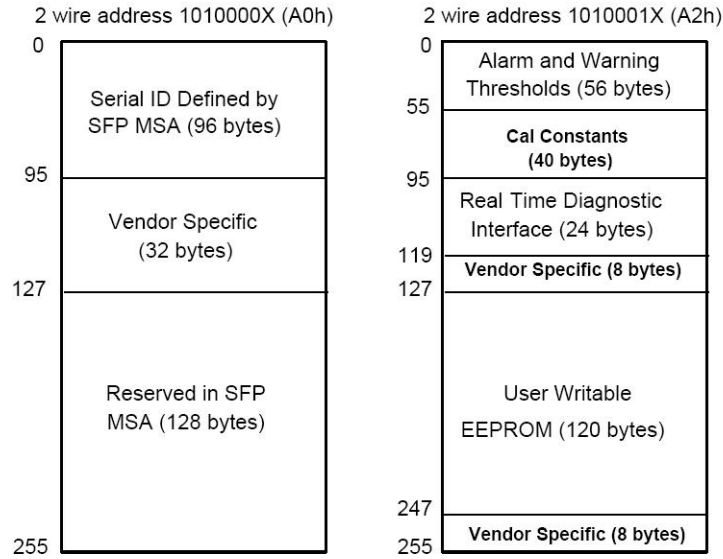 2 wire address 1010000X (A0h)
0
Serial ID Defined by
SFP MSA (96 bytes)
95
Vendor Specific
(32 bytes)
127
Reserved in SFP
MSA (128 bytes)
255
2 wire address 1010001X (A2h)
0
Alarm and Warning
Thresholds (56 bytes)
55
Cal Constants
(40 bytes)
95
Real Time Diagnostic
Interface (24 bytes)
119
Vendor Specific (8 bytes)
127
User Writable
EEPROM (120 bytes)
247
Vendor Specific (8 bytes)
255